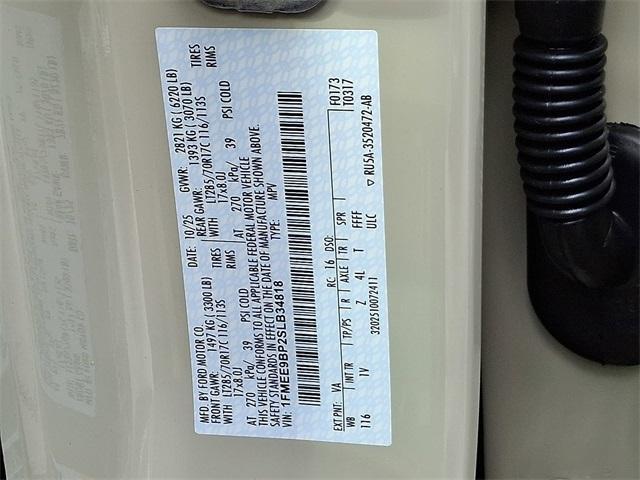 MFD. BY FORD MOTOR CO.
DATE: 10/25 GVWR: 2821 KG ( 6220 LB)
FRONT GAWR: 1497 KG ( 3300 LB) REAR GAWR: 1393 KG ( 3070 LB)
WITH LT285/70R17C 116/113S TIRES WITH LT285/70R17C 116/113S TIRES
17x8.0J RIMS 17x8.0J RIMS
AT 270 kPa/ 39 PSI COLD AT 270 kPa/ 39 PSI COLD
THIS VEHICLE CONFORMS TO ALL APPLICABLE FEDERAL MOTOR VEHICLE
SAFETY STANDARDS IN EFFECT ON THE DATE OF MANUFACTURE SHOWN ABOVE.
VIN: 1FMEE9BP2SLB34818 TYPE: MPV
F0173
T0317
EXT PNT: VA RC: 16 DSO:
WB INT TR TP/PS R AXLE TR SPR
116 IV Z 4L T FFFF
3202510072411 ULC
▽ RU5A-3520472-AB